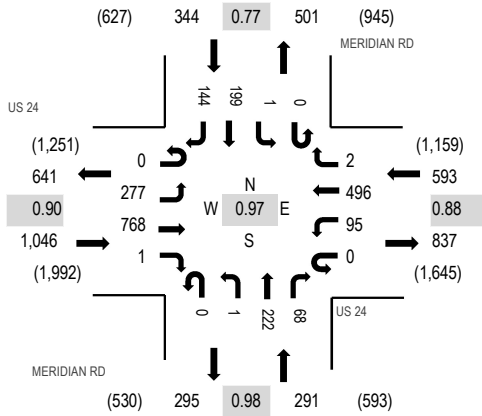 (627) 344 0.77 501 (945)
MERIDIAN RD
144 199 1 0
US 24
(1,251) (1,159)
641 0 2 593
277 N 496
0.90 W 0.97 E 0.88
768 S 95
1,046 1 0 837
(1,992) (1,645)
0 1 222 68
US 24
MERIDIAN RD
(530) 295 0.98 291 (593)